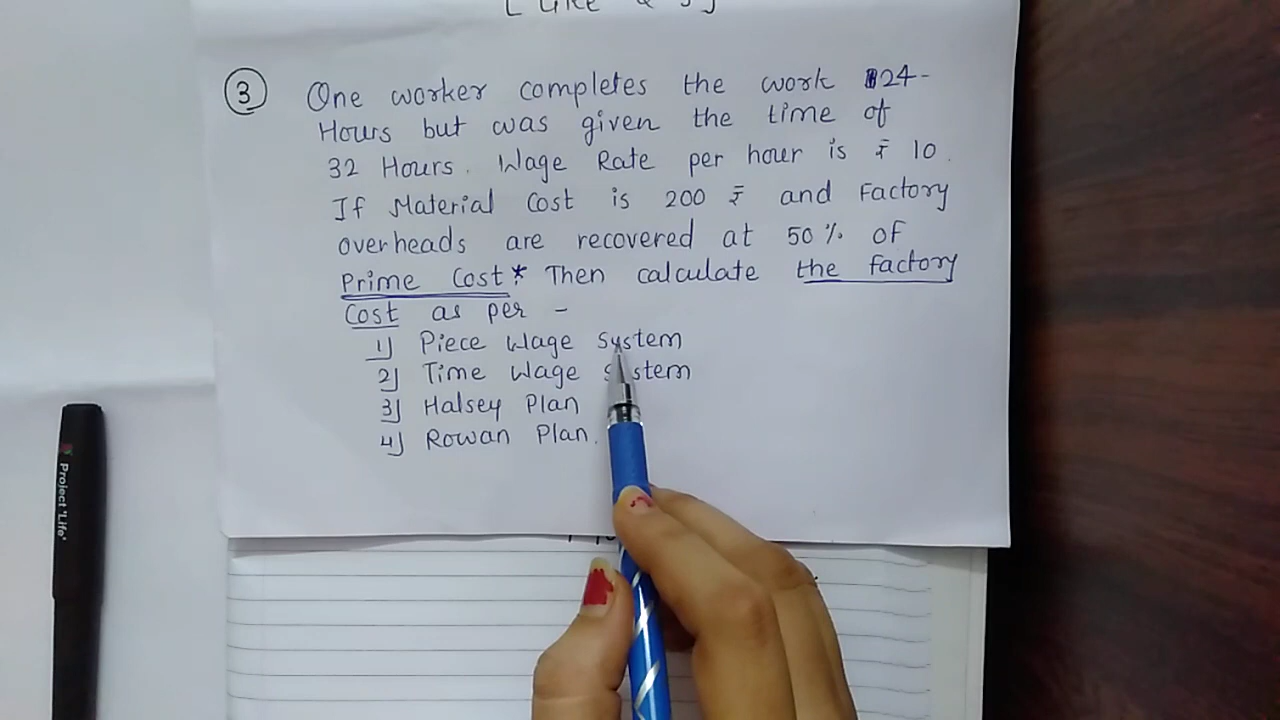 3 One worker completes the work 24-
Hours but was given the time of
32 Hours. Wage Rate per hour is ₹ 10.
If Material Cost is 200 ₹ and Factory
overheads are recovered at 50% of
Prime Cost* Then calculate the factory
Cost as per -
1) Piece Wage System
2) Time Wage System
3) Halsey Plan
4) Rowan Plan.
Project 'Life'